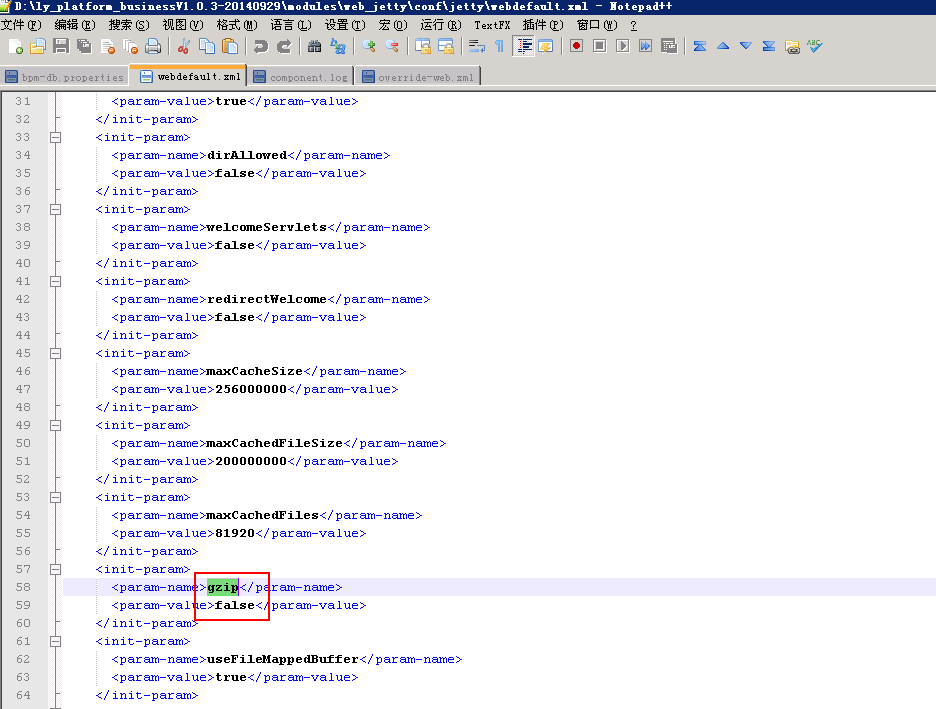 D:\ly_platform_businessV1.0.3-20140929\modules\web_jetty\conf\jetty\webdefault.xml - Notepad++
文件(F) 编辑(E) 搜索(S) 视图(V) 格式(M) 语言(L) 设置(T) 宏(O) 运行(R) TextFX 插件(P) 窗口(W) ?
bpm-db.properties webdefault.xml component.log override-web.xml
31 <param-value>true</param-value>
32 </init-param>
33 <init-param>
34 <param-name>dirAllowed</param-name>
35 <param-value>false</param-value>
36 </init-param>
37 <init-param>
38 <param-name>welcomeServlets</param-name>
39 <param-value>false</param-value>
40 </init-param>
41 <init-param>
42 <param-name>redirectWelcome</param-name>
43 <param-value>false</param-value>
44 </init-param>
45 <init-param>
46 <param-name>maxCacheSize</param-name>
47 <param-value>256000000</param-value>
48 </init-param>
49 <init-param>
50 <param-name>maxCachedFileSize</param-name>
51 <param-value>200000000</param-value>
52 </init-param>
53 <init-param>
54 <param-name>maxCachedFiles</param-name>
55 <param-value>81920</param-value>
56 </init-param>
57 <init-param>
58 <param-name>gzip</param-name>
59 <param-value>false</param-value>
60 </init-param>
61 <init-param>
62 <param-name>useFileMappedBuffer</param-name>
63 <param-value>true</param-value>
64 </init-param>